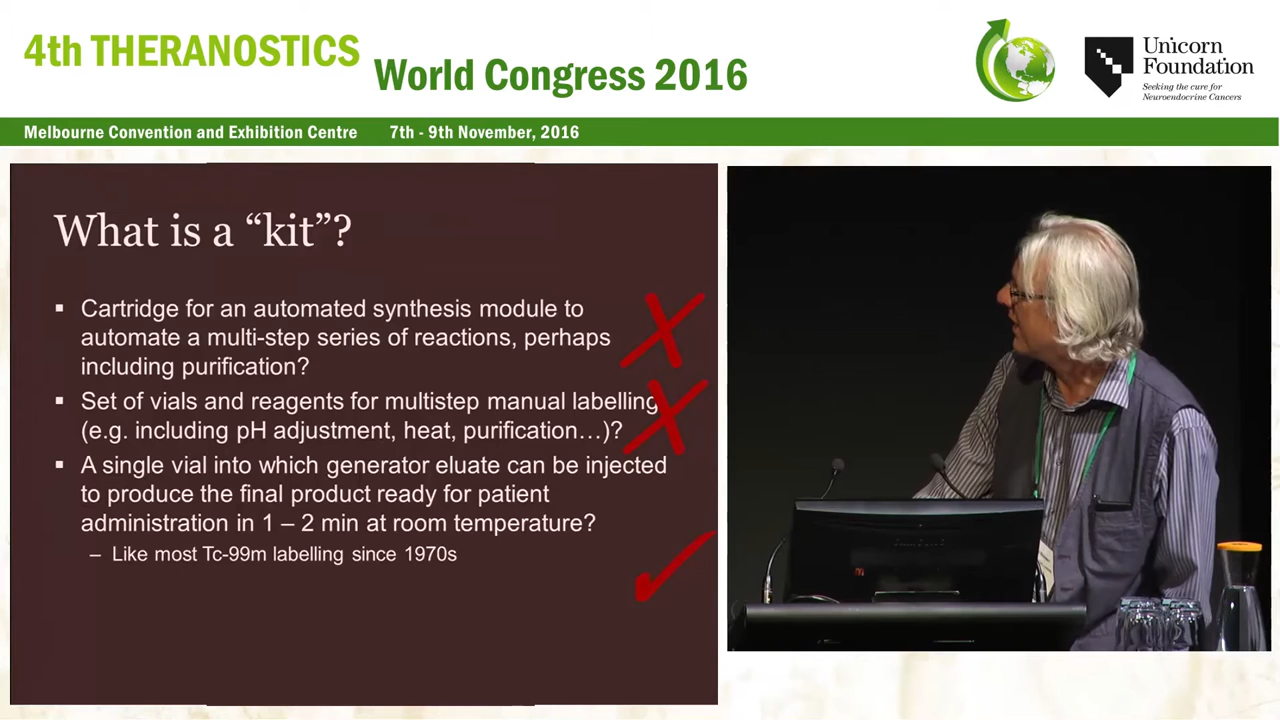 4th THERANOSTICS
World Congress 2016
Unicorn
Foundation
Seeking the cure for
Neuroendocrine Cancers
Melbourne Convention and Exhibition Centre 7th - 9th November, 2016
What is a “kit”?
▪ Cartridge for an automated synthesis module to
automate a multi-step series of reactions, perhaps
including purification?
▪ Set of vials and reagents for multistep manual labelling
(e.g. including pH adjustment, heat, purification…)?
▪ A single vial into which generator eluate can be injected
to produce the final product ready for patient
administration in 1 – 2 min at room temperature?
– Like most Tc-99m labelling since 1970s